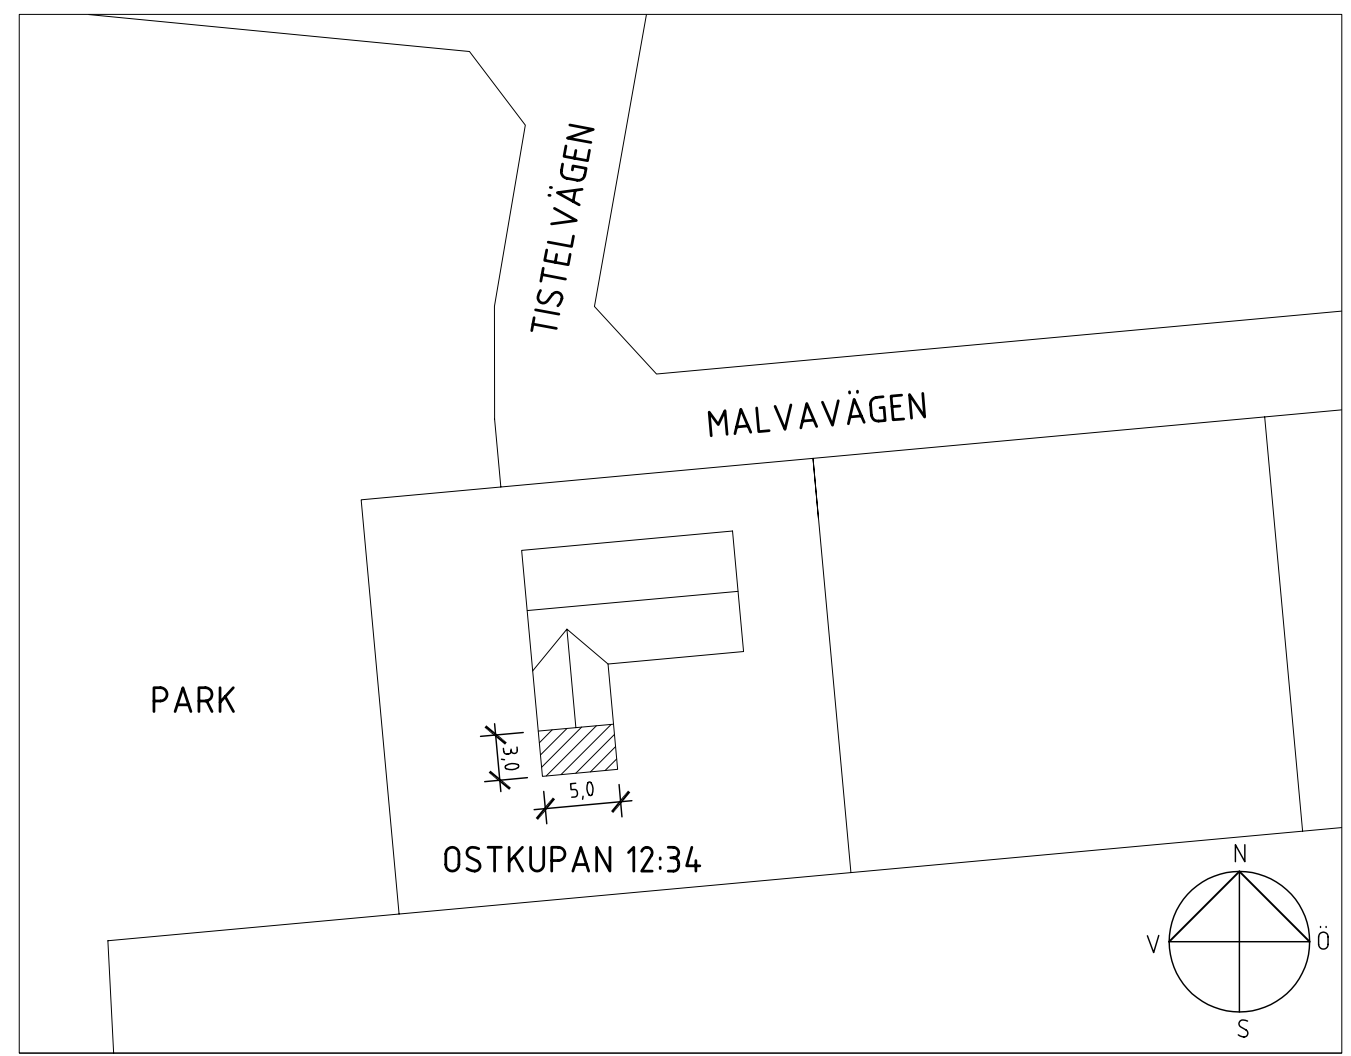 TISTELVÄGEN
MALVAVÄGEN
PARK
3,0
5,0
OSTKUPAN 12:34
N
V
Ö
S